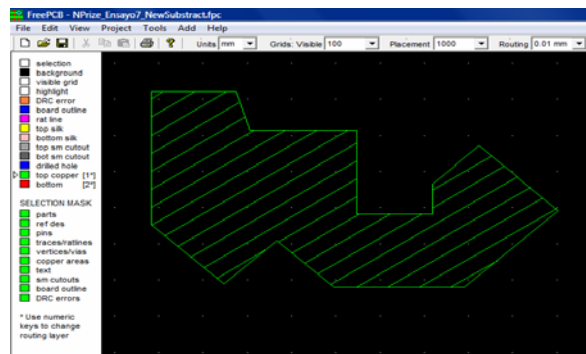 FreePCB - NPrize_Ensayo7_NewSubstract.fpc
File Edit View Project Tools Add Help
Units mm Grids: Visible 100 Placement 1000 Routing 0.01 mm
selection
background
visible grid
highlight
DRC error
board outline
rat line
top silk
bottom silk
top sm cutout
bot sm cutout
drilled hole
top copper [1*]
bottom [2*]
SELECTION MASK
parts
ref des
pins
traces/ratlines
vertices/vias
copper areas
text
sm cutouts
board outline
DRC errors
* Use numeric
keys to change
routing layer